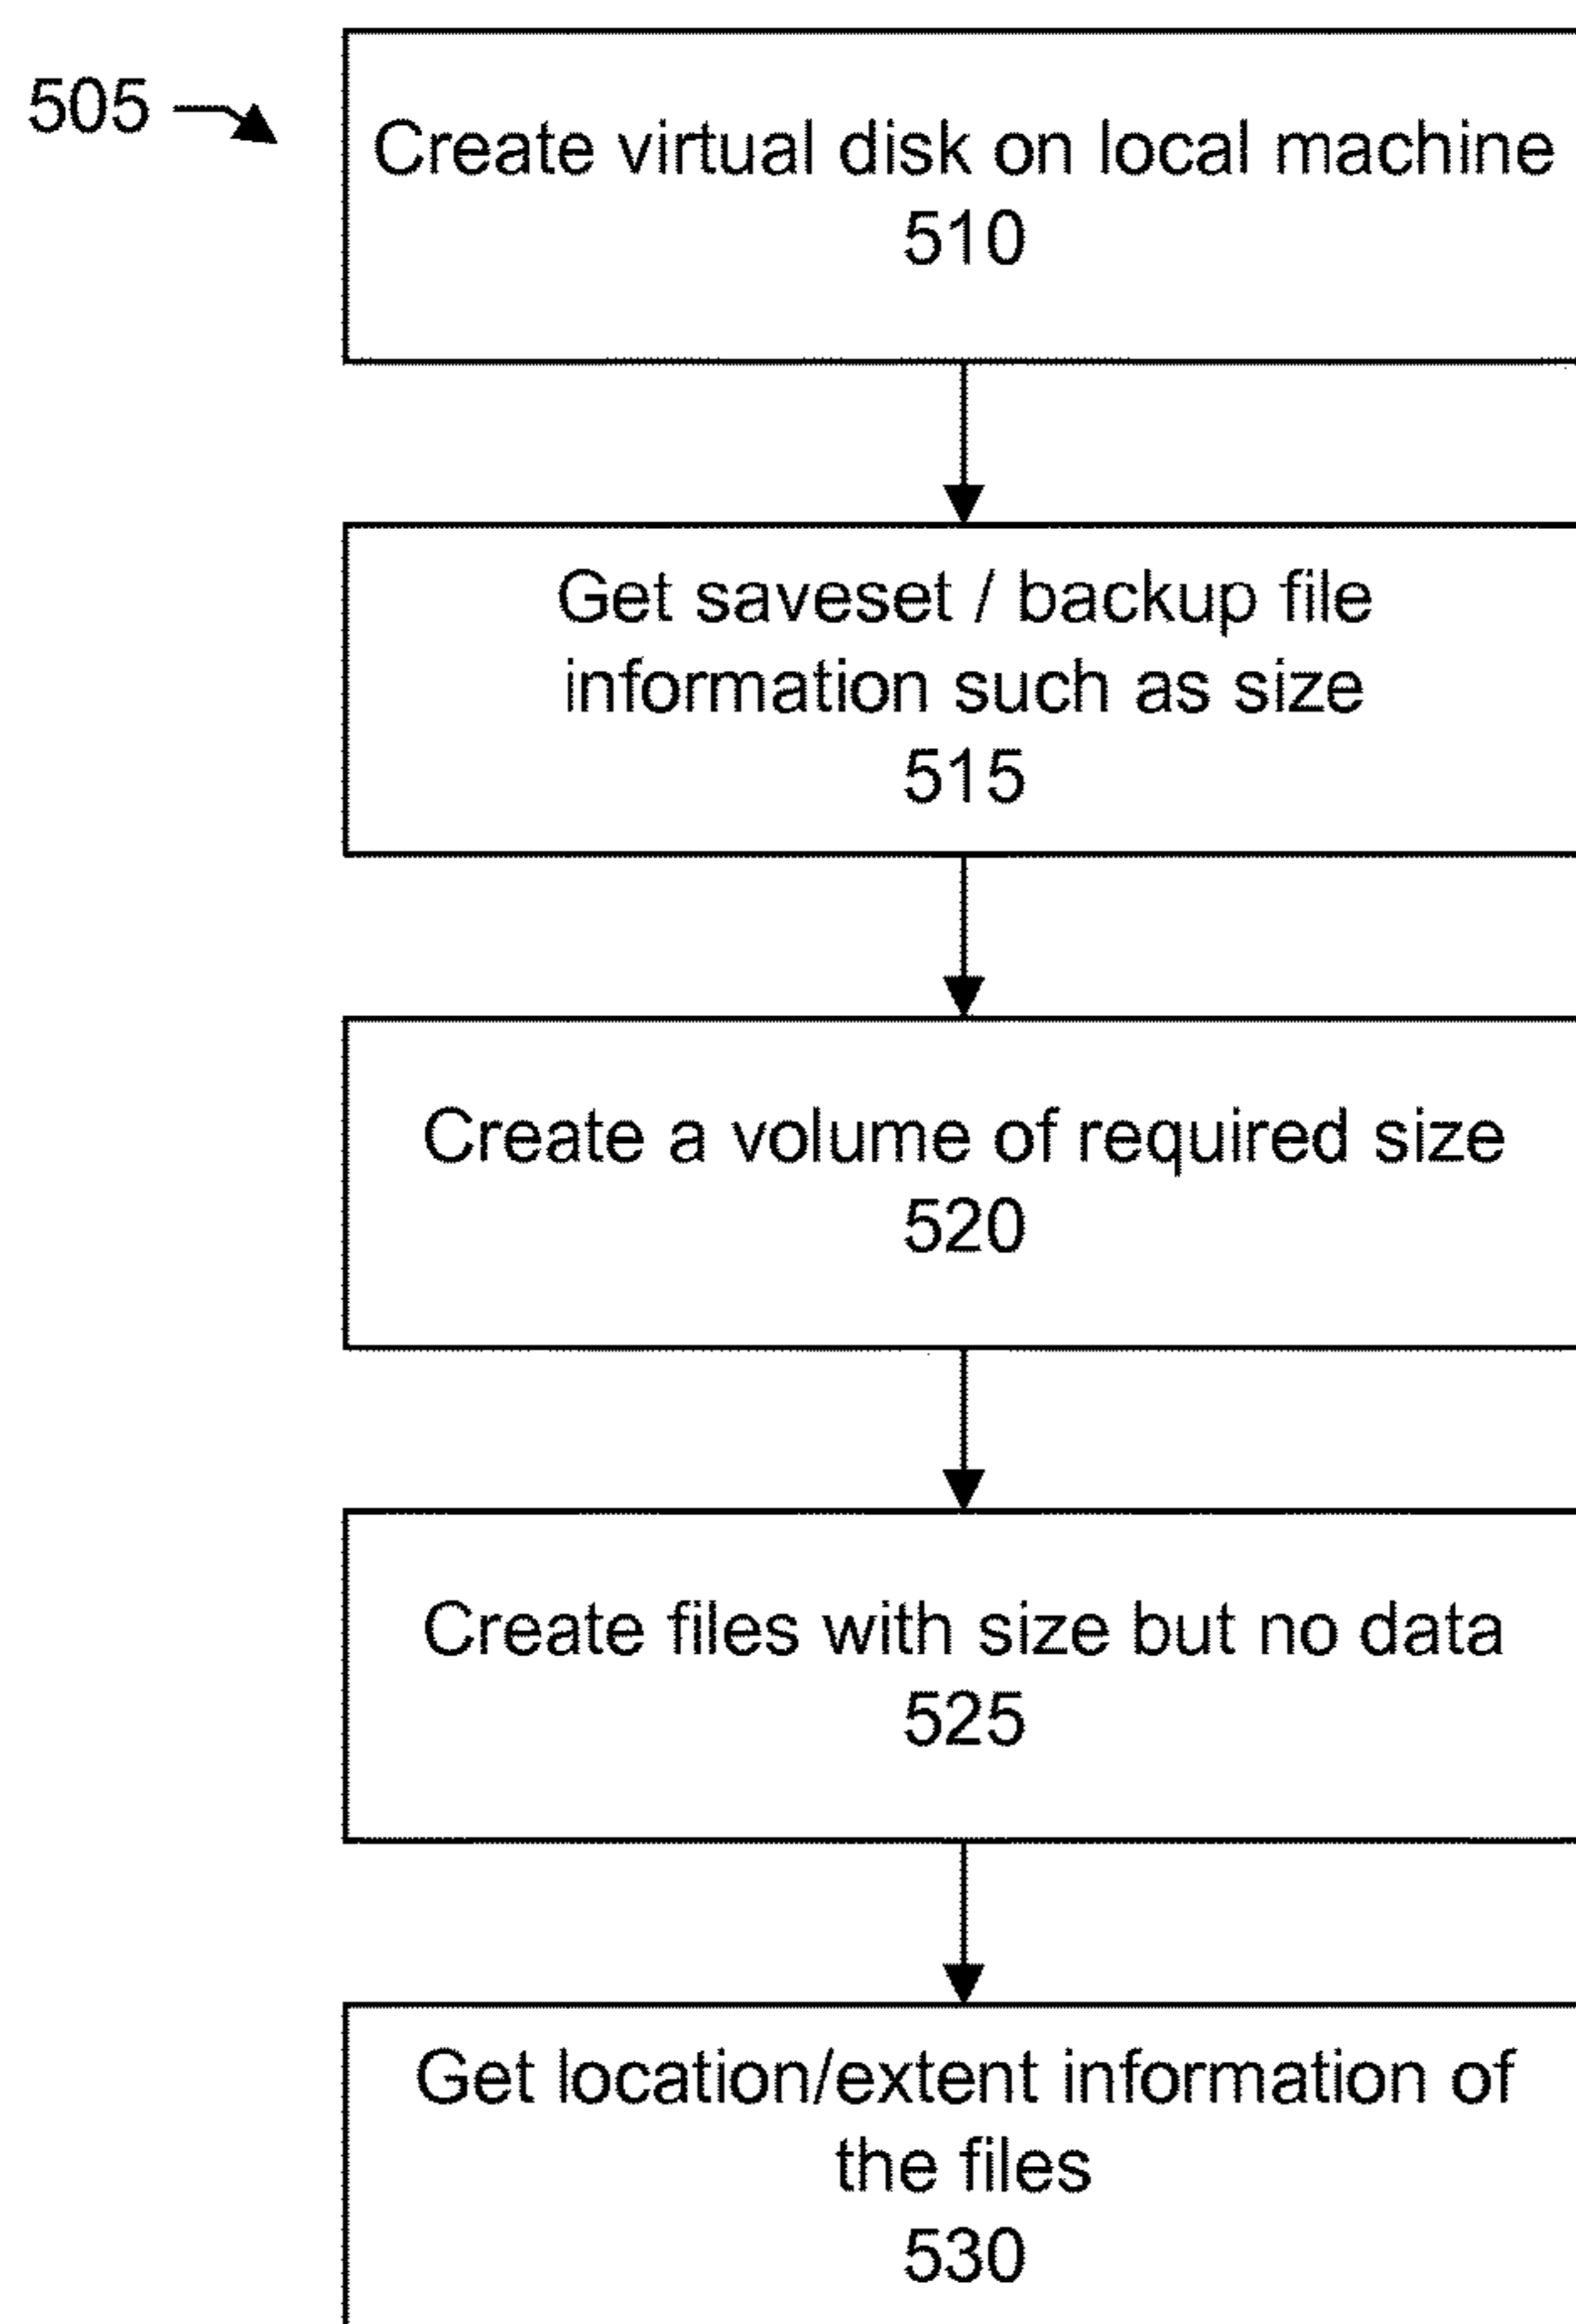 505
Create virtual disk on local machine
510
Get saveset / backup file
information such as size
515
Create a volume of required size
520
Create files with size but no data
525
Get location/extent information of
the files
530